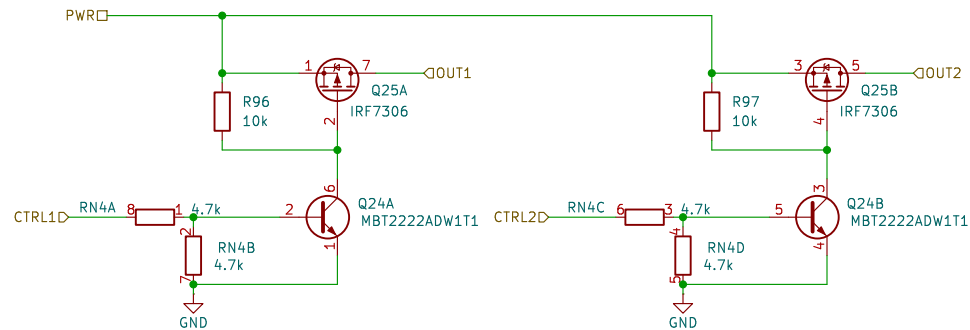 PWR
1 7 OUT1
Q25A
R96 IRF7306
10k 2
3 5 OUT2
Q25B
R97 IRF7306
10k 4
6 Q24A
CTRL1 RN4A 8 1 4.7k 2 MBT2222ADW1T1
2 RN4B 1
4.7k
7
GND
3 Q24B
CTRL2 RN4C 6 3 4.7k 5 MBT2222ADW1T1
4 RN4D 4
4.7k
5
GND